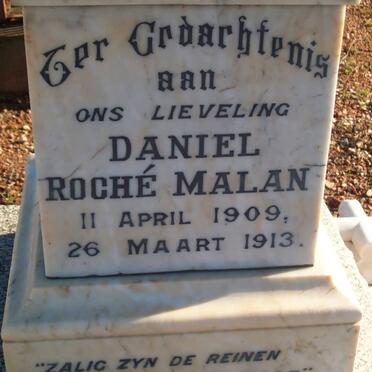 Ter Gedachtenis
aan
ONS LIEVELING
DANIEL
ROCHÉ MALAN
11 APRIL 1909,
26 MAART 1913.
"ZALIG ZYN DE REINEN